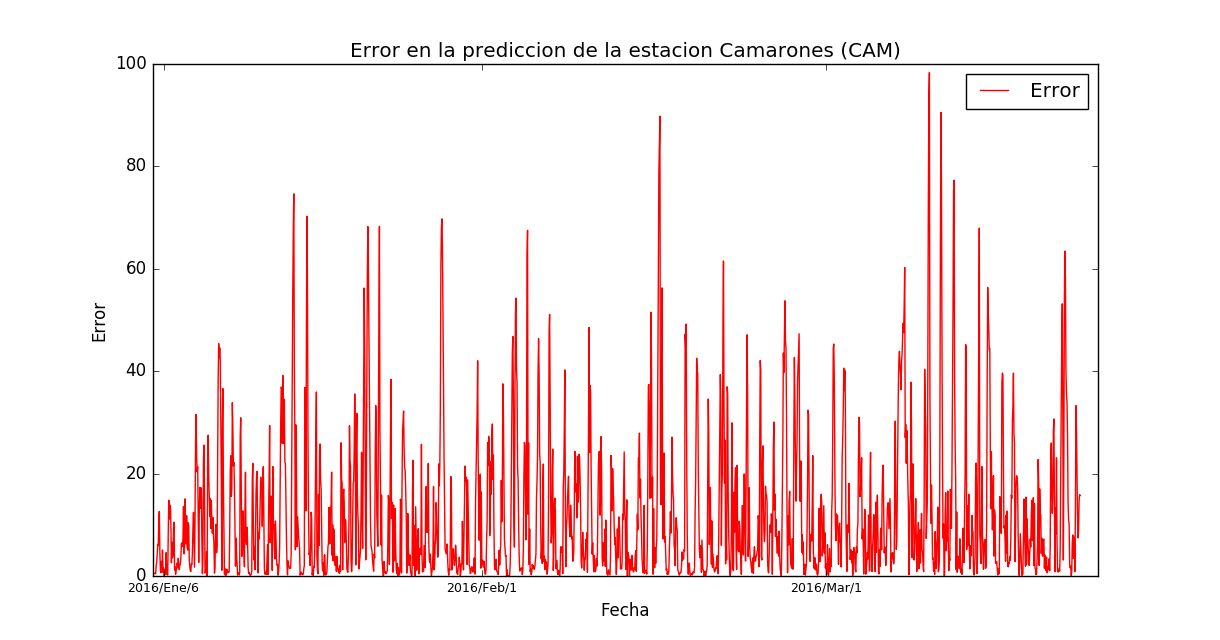 Error en la prediccion de la estacion Camarones (CAM)
100
80
60
40
20
0
Error
Error
2016/Ene/6
2016/Feb/1
2016/Mar/1
Fecha